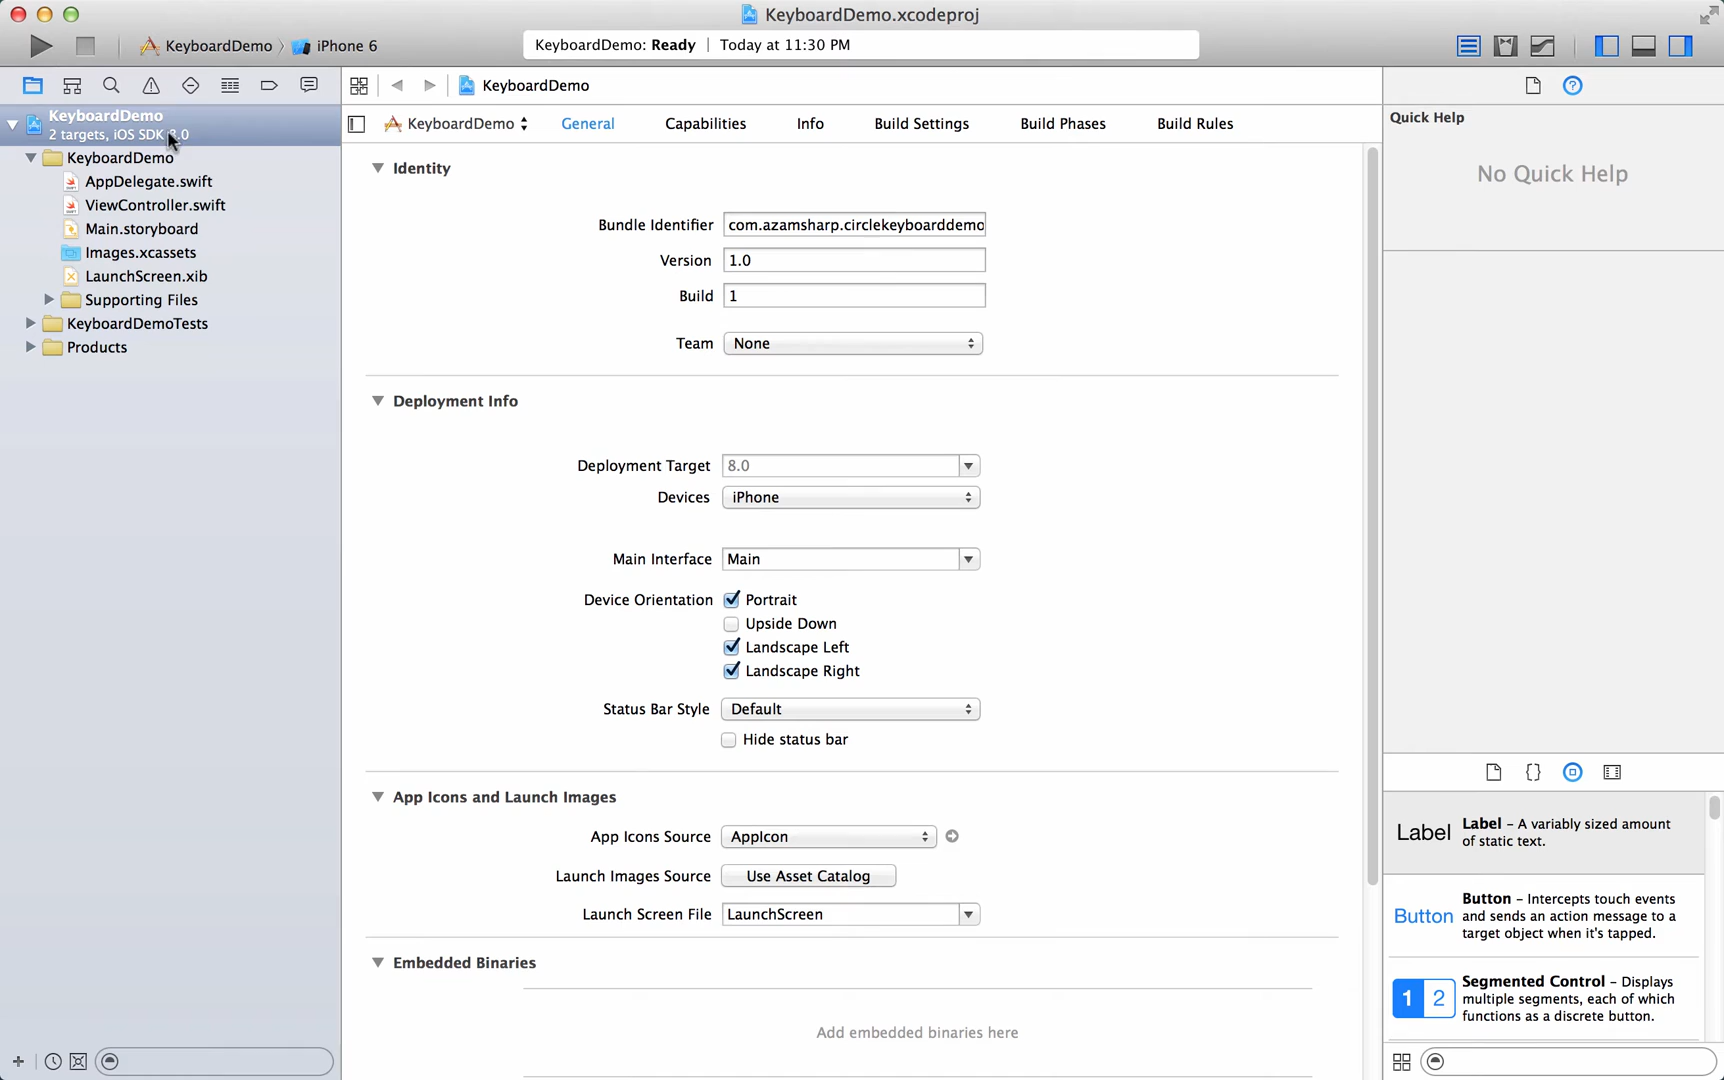 KeyboardDemo.xcodeproj
KeyboardDemo
iPhone 6
KeyboardDemo: Ready | Today at 11:30 PM
KeyboardDemo
KeyboardDemo
2 targets, iOS SDK 8.0
KeyboardDemo
AppDelegate.swift
ViewController.swift
Main.storyboard
Images.xcassets
LaunchScreen.xib
Supporting Files
KeyboardDemoTests
Products
KeyboardDemo
General
Capabilities
Info
Build Settings
Build Phases
Build Rules
Identity
Bundle Identifier com.azamsharp.circlekeyboarddemo
Version 1.0
Build 1
Team None
Deployment Info
Deployment Target 8.0
Devices iPhone
Main Interface Main
Device Orientation Portrait
Upside Down
Landscape Left
Landscape Right
Status Bar Style Default
Hide status bar
App Icons and Launch Images
App Icons Source AppIcon
Launch Images Source Use Asset Catalog
Launch Screen File LaunchScreen
Embedded Binaries
Add embedded binaries here
Quick Help
No Quick Help
Label
Label – A variably sized amount
of static text.
Button
Button – Intercepts touch events
and sends an action message to a
target object when it's tapped.
1 2
Segmented Control – Displays
multiple segments, each of which
functions as a discrete button.